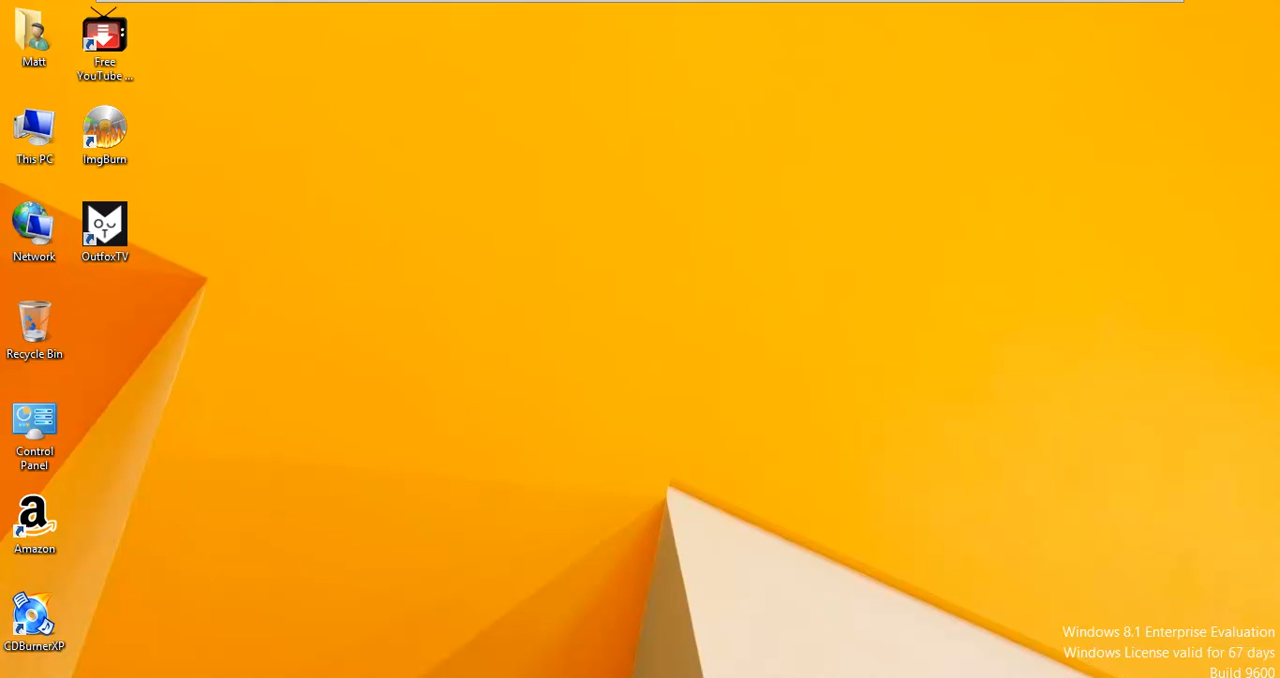 Matt
Free
YouTube ...
This PC
ImgBurn
Network
OutfoxTV
Recycle Bin
Control
Panel
Amazon
CDBurnerXP
Windows 8.1 Enterprise Evaluation
Windows License valid for 67 days
Build 9600